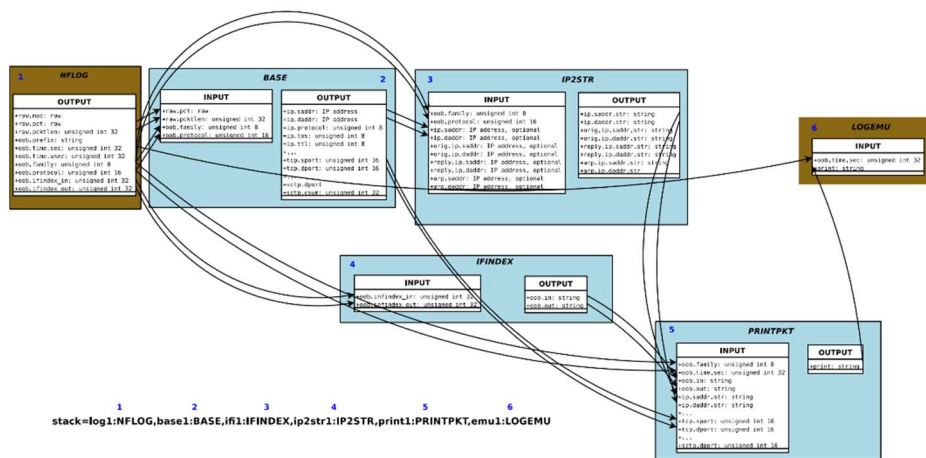 1
NFLOG
OUTPUT
+raw.mac: raw
+raw.pct: raw
+raw.pcktlen: unsigned int 32
+oob.prefix: string
+oob.time.sec: unsigned int 32
+oob.time.usec: unsigned int 32
+oob.family: unsigned int 8
+oob.protocol: unsigned int 16
+oob.ifindex_in: unsigned int 32
+oob.ifindex_out: unsigned int 32
BASE
2
INPUT
+raw.pct: raw
+raw.pcktlen: unsigned int 32
+oob.family: unsigned int 8
+oob.protocol: unsigned int 16
OUTPUT
+ip.saddr: IP address
+ip.daddr: IP address
+ip.protocol: unsigned int 8
+ip.tos: unsigned int 8
+ip.ttl: unsigned int 8
+...
+tcp.sport: unsigned int 16
+tcp.dport: unsigned int 16
+...
+sctp.dport
+sctp.csum: unsigned int 32
3
IP2STR
INPUT
+oob.family: unsigned int 8
+oob.protocol: unsigned int 16
+ip.saddr: IP address, optional
+ip.daddr: IP address, optional
+orig.ip.saddr: IP address, optional
+orig.ip.daddr: IP address, optional
+reply.ip.saddr: IP address, optional
+reply.ip.daddr: IP address, optional
+arp.saddr: IP address, optional
+arp.daddr: IP address, optional
OUTPUT
+ip.saddr.str: string
+ip.daddr.str: string
+orig.ip.saddr.str: string
+orig.ip.daddr.str: string
+reply.ip.saddr.str: string
+reply.ip.daddr.str: string
+arp.ip.saddr.str: string
+arp.ip.daddr.str
6
LOGEMU
INPUT
+oob.time.sec: unsigned int 32
+print: string
4
IFINDEX
INPUT
+oob.infindex_in: unsigned int 32
+oob.infindex_out: unsigned int 32
OUTPUT
+oob.in: string
+oob.out: string
5
PRINTPKT
INPUT
+oob.family: unsigned int 8
+oob.time,sec: unsigned int 32
+oob.in: string
+oob.out: string
+ip.saddr.str: string
+ip.daddr.str: string
+...
+tcp.sport: unsigned int 16
+tcp.dport: unsigned int 16
+...
+sctp.dport: unsigned int 16
OUTPUT
+print: string
1 2 3 4 5 6
stack=log1:NFLOG,base1:BASE,ifi1:IFINDEX,ip2str1:IP2STR,print1:PRINTPKT,emu1:LOGEMU